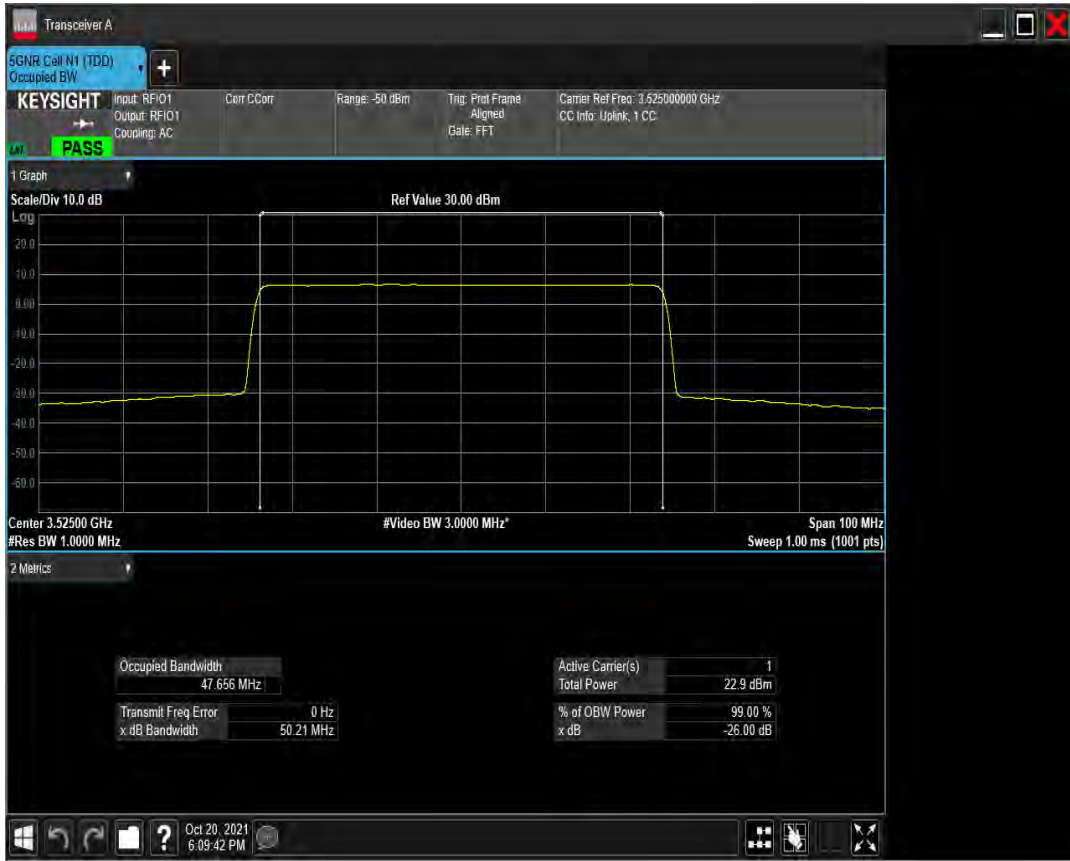 Transceiver A
5GNR Cell N1 (TDD)
Occupied BW
KEYSIGHT
PASS
Input: RFIO1
Output: RFIO1
Coupling: AC
Corr CCorr
Range: -50 dBm
Trig: Prot Frame
Aligned
Gate: FFT
Carrier Ref Freq: 3.525000000 GHz
CC Info: Uplink, 1 CC
1 Graph
Scale/Div 10.0 dB
Ref Value 30.00 dBm
Log
20.0
10.0
0.00
-10.0
-20.0
-30.0
-40.0
-50.0
-60.0
Center 3.52500 GHz
#Video BW 3.0000 MHz*
Span 100 MHz
#Res BW 1.0000 MHz
Sweep 1.00 ms (1001 pts)
2 Metrics
Occupied Bandwidth
47.656 MHz
Transmit Freq Error 0 Hz
x dB Bandwidth 50.21 MHz
Active Carrier(s) 1
Total Power 22.9 dBm
% of OBW Power 99.00 %
x dB -26.00 dB
Oct 20, 2021
6:09:42 PM